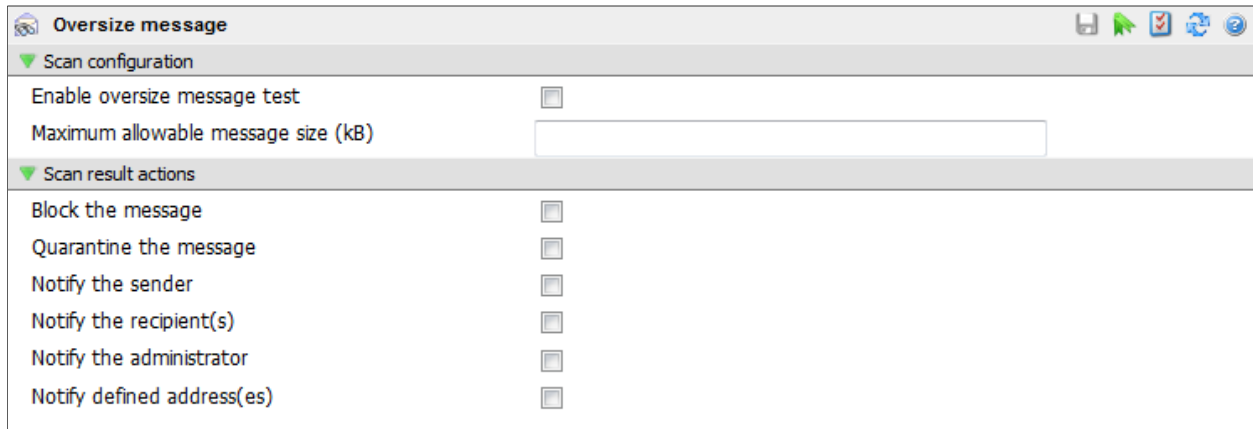 Oversize message
Scan configuration
Enable oversize message test
Maximum allowable message size (kB)
Scan result actions
Block the message
Quarantine the message
Notify the sender
Notify the recipient(s)
Notify the administrator
Notify defined address(es)